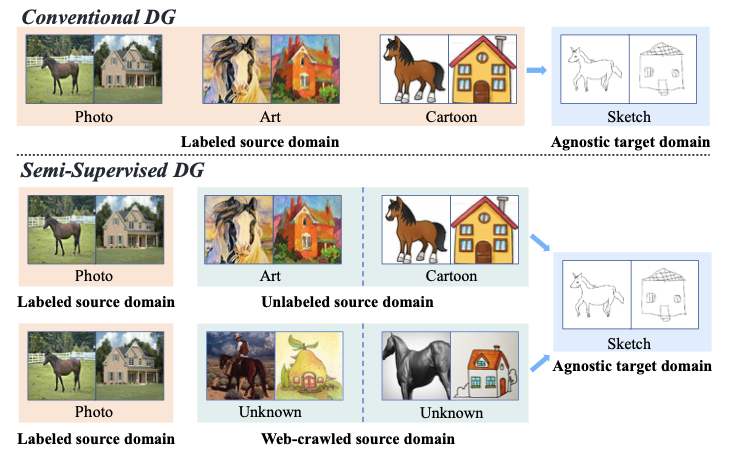 Conventional DG
Photo
Art
Cartoon
Sketch
Labeled source domain
Agnostic target domain
Semi-Supervised DG
Photo
Art
Cartoon
Labeled source domain
Unlabeled source domain
Sketch
Agnostic target domain
Photo
Unknown
Unknown
Labeled source domain
Web-crawled source domain